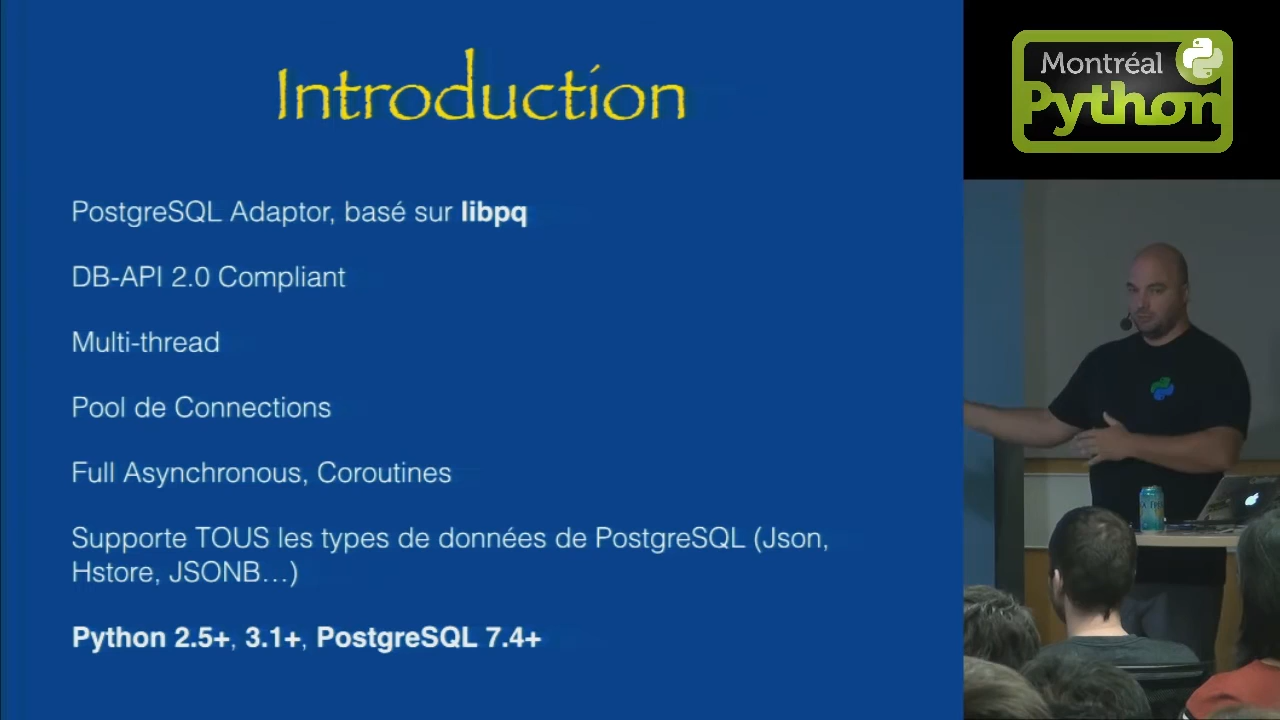 Introduction
PostgreSQL Adaptor, basé sur libpq
DB-API 2.0 Compliant
Multi-thread
Pool de Connections
Full Asynchronous, Coroutines
Supporte TOUS les types de données de PostgreSQL (Json,
Hstore, JSONB…)
Python 2.5+, 3.1+, PostgreSQL 7.4+
Montréal
Python